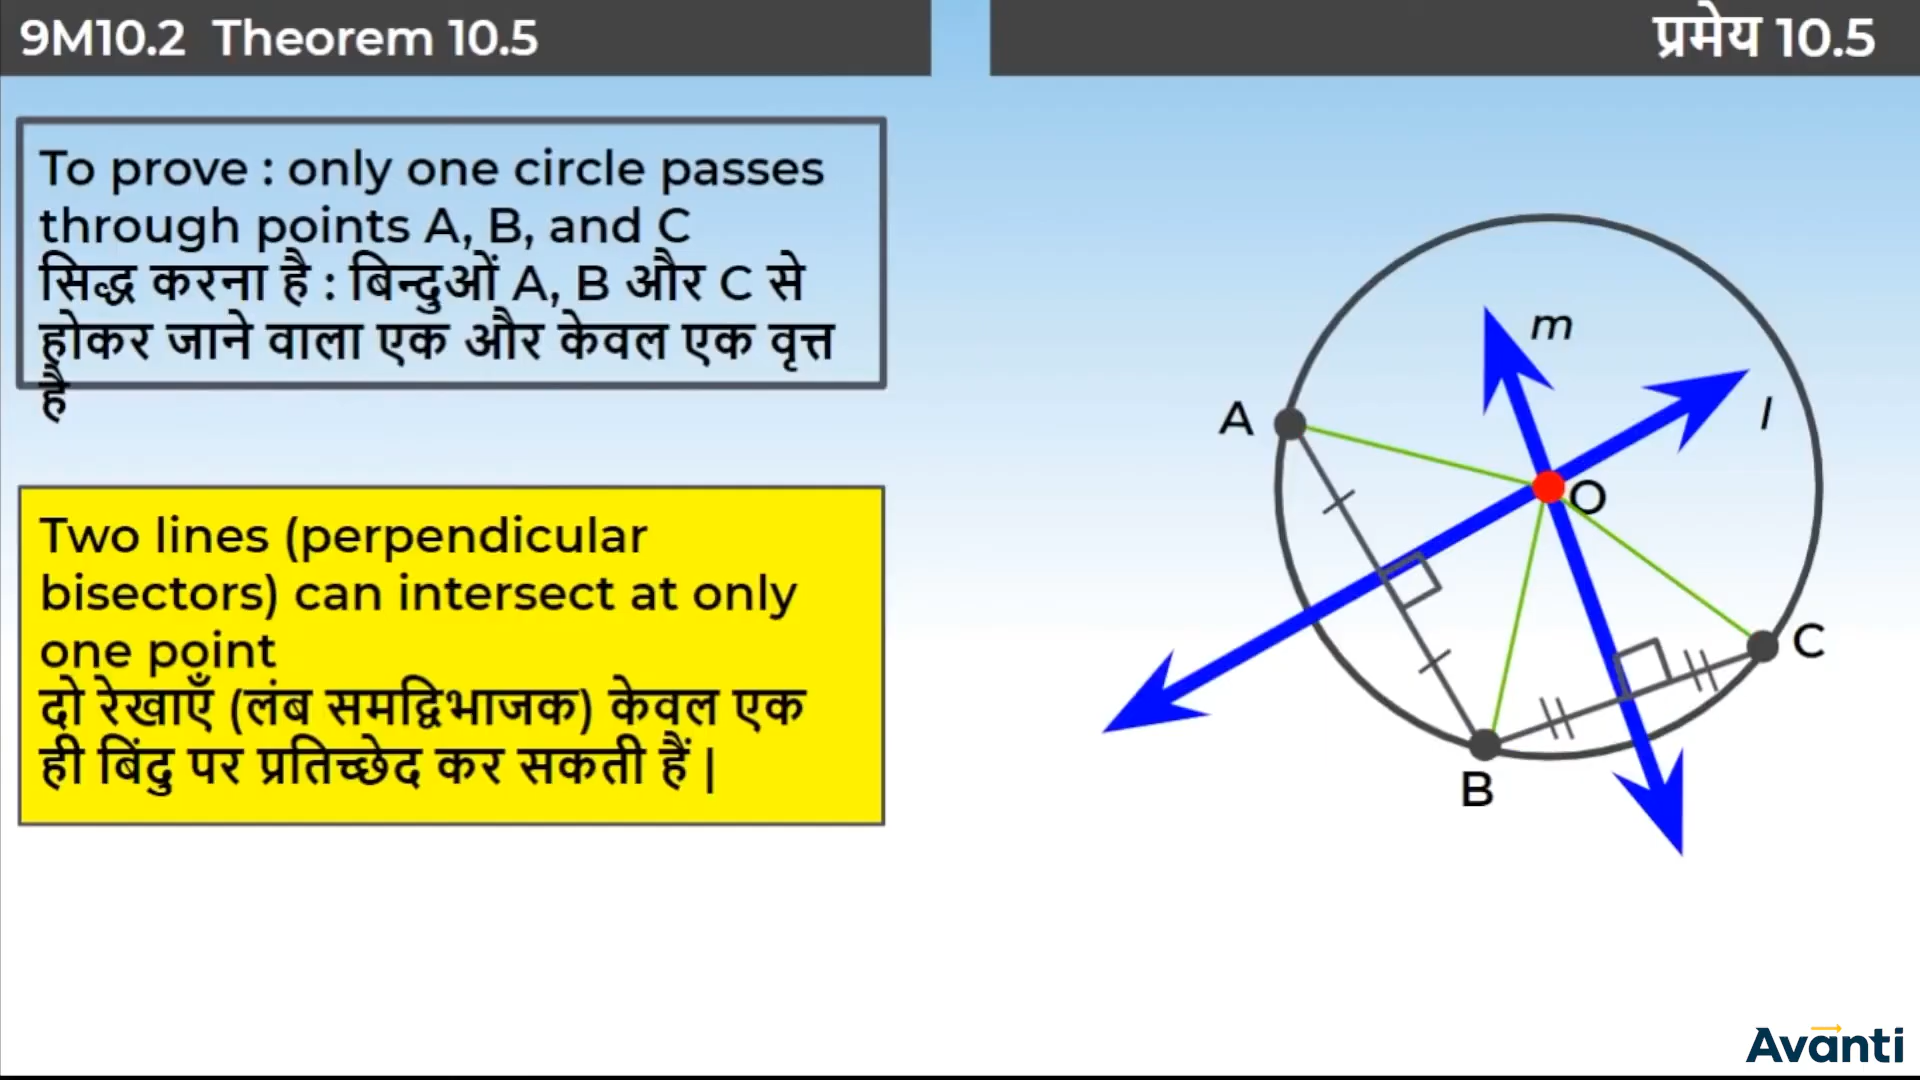 9M10.2 Theorem 10.5
प्रमेय 10.5
To prove : only one circle passes
through points A, B, and C
सिद्ध करना है : बिन्दुओं A, B और C से
होकर जाने वाला एक और केवल एक वृत्त
है
Two lines (perpendicular
bisectors) can intersect at only
one point
दो रेखाएँ (लंब समद्विभाजक) केवल एक
ही बिंदु पर प्रतिच्छेद कर सकती हैं |
m
l
A
O
C
B
Avanti